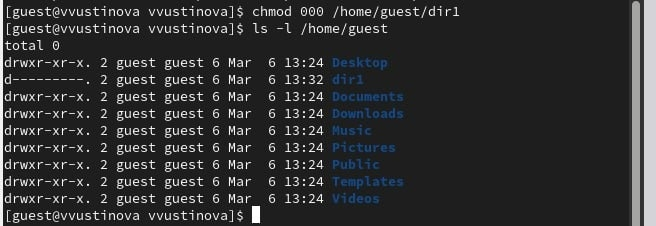 [guest@vvustinova vvustinova]$ chmod 000 /home/guest/dir1
[guest@vvustinova vvustinova]$ ls -l /home/guest
total 0
drwxr-xr-x. 2 guest guest 6 Mar  6 13:24 Desktop
d---------. 2 guest guest 6 Mar  6 13:32 dir1
drwxr-xr-x. 2 guest guest 6 Mar  6 13:24 Documents
drwxr-xr-x. 2 guest guest 6 Mar  6 13:24 Downloads
drwxr-xr-x. 2 guest guest 6 Mar  6 13:24 Music
drwxr-xr-x. 2 guest guest 6 Mar  6 13:24 Pictures
drwxr-xr-x. 2 guest guest 6 Mar  6 13:24 Public
drwxr-xr-x. 2 guest guest 6 Mar  6 13:24 Templates
drwxr-xr-x. 2 guest guest 6 Mar  6 13:24 Videos
[guest@vvustinova vvustinova]$